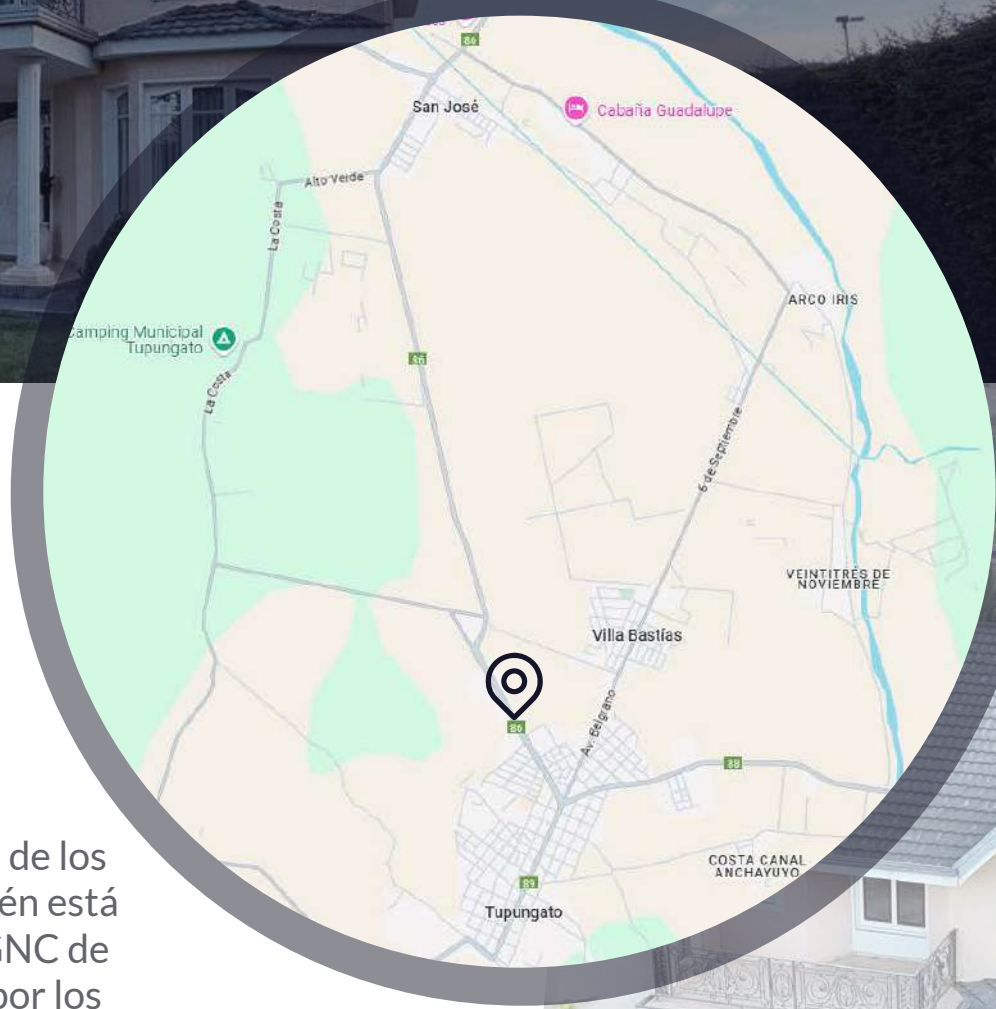 86
San José
Cabaña Guadalupe
Alto Verde
La Costa
ARCO IRIS
Camping Municipal
Tupungato
86
La Costa
6 de Septiembre
VEINTITRÉS DE
NOVIEMBRE
Villa Bastías
86
Av. Belgrano
88
COSTA CANAL
ANCHAYUYO
89
Tupungato
de los
én está
GNC de
por los